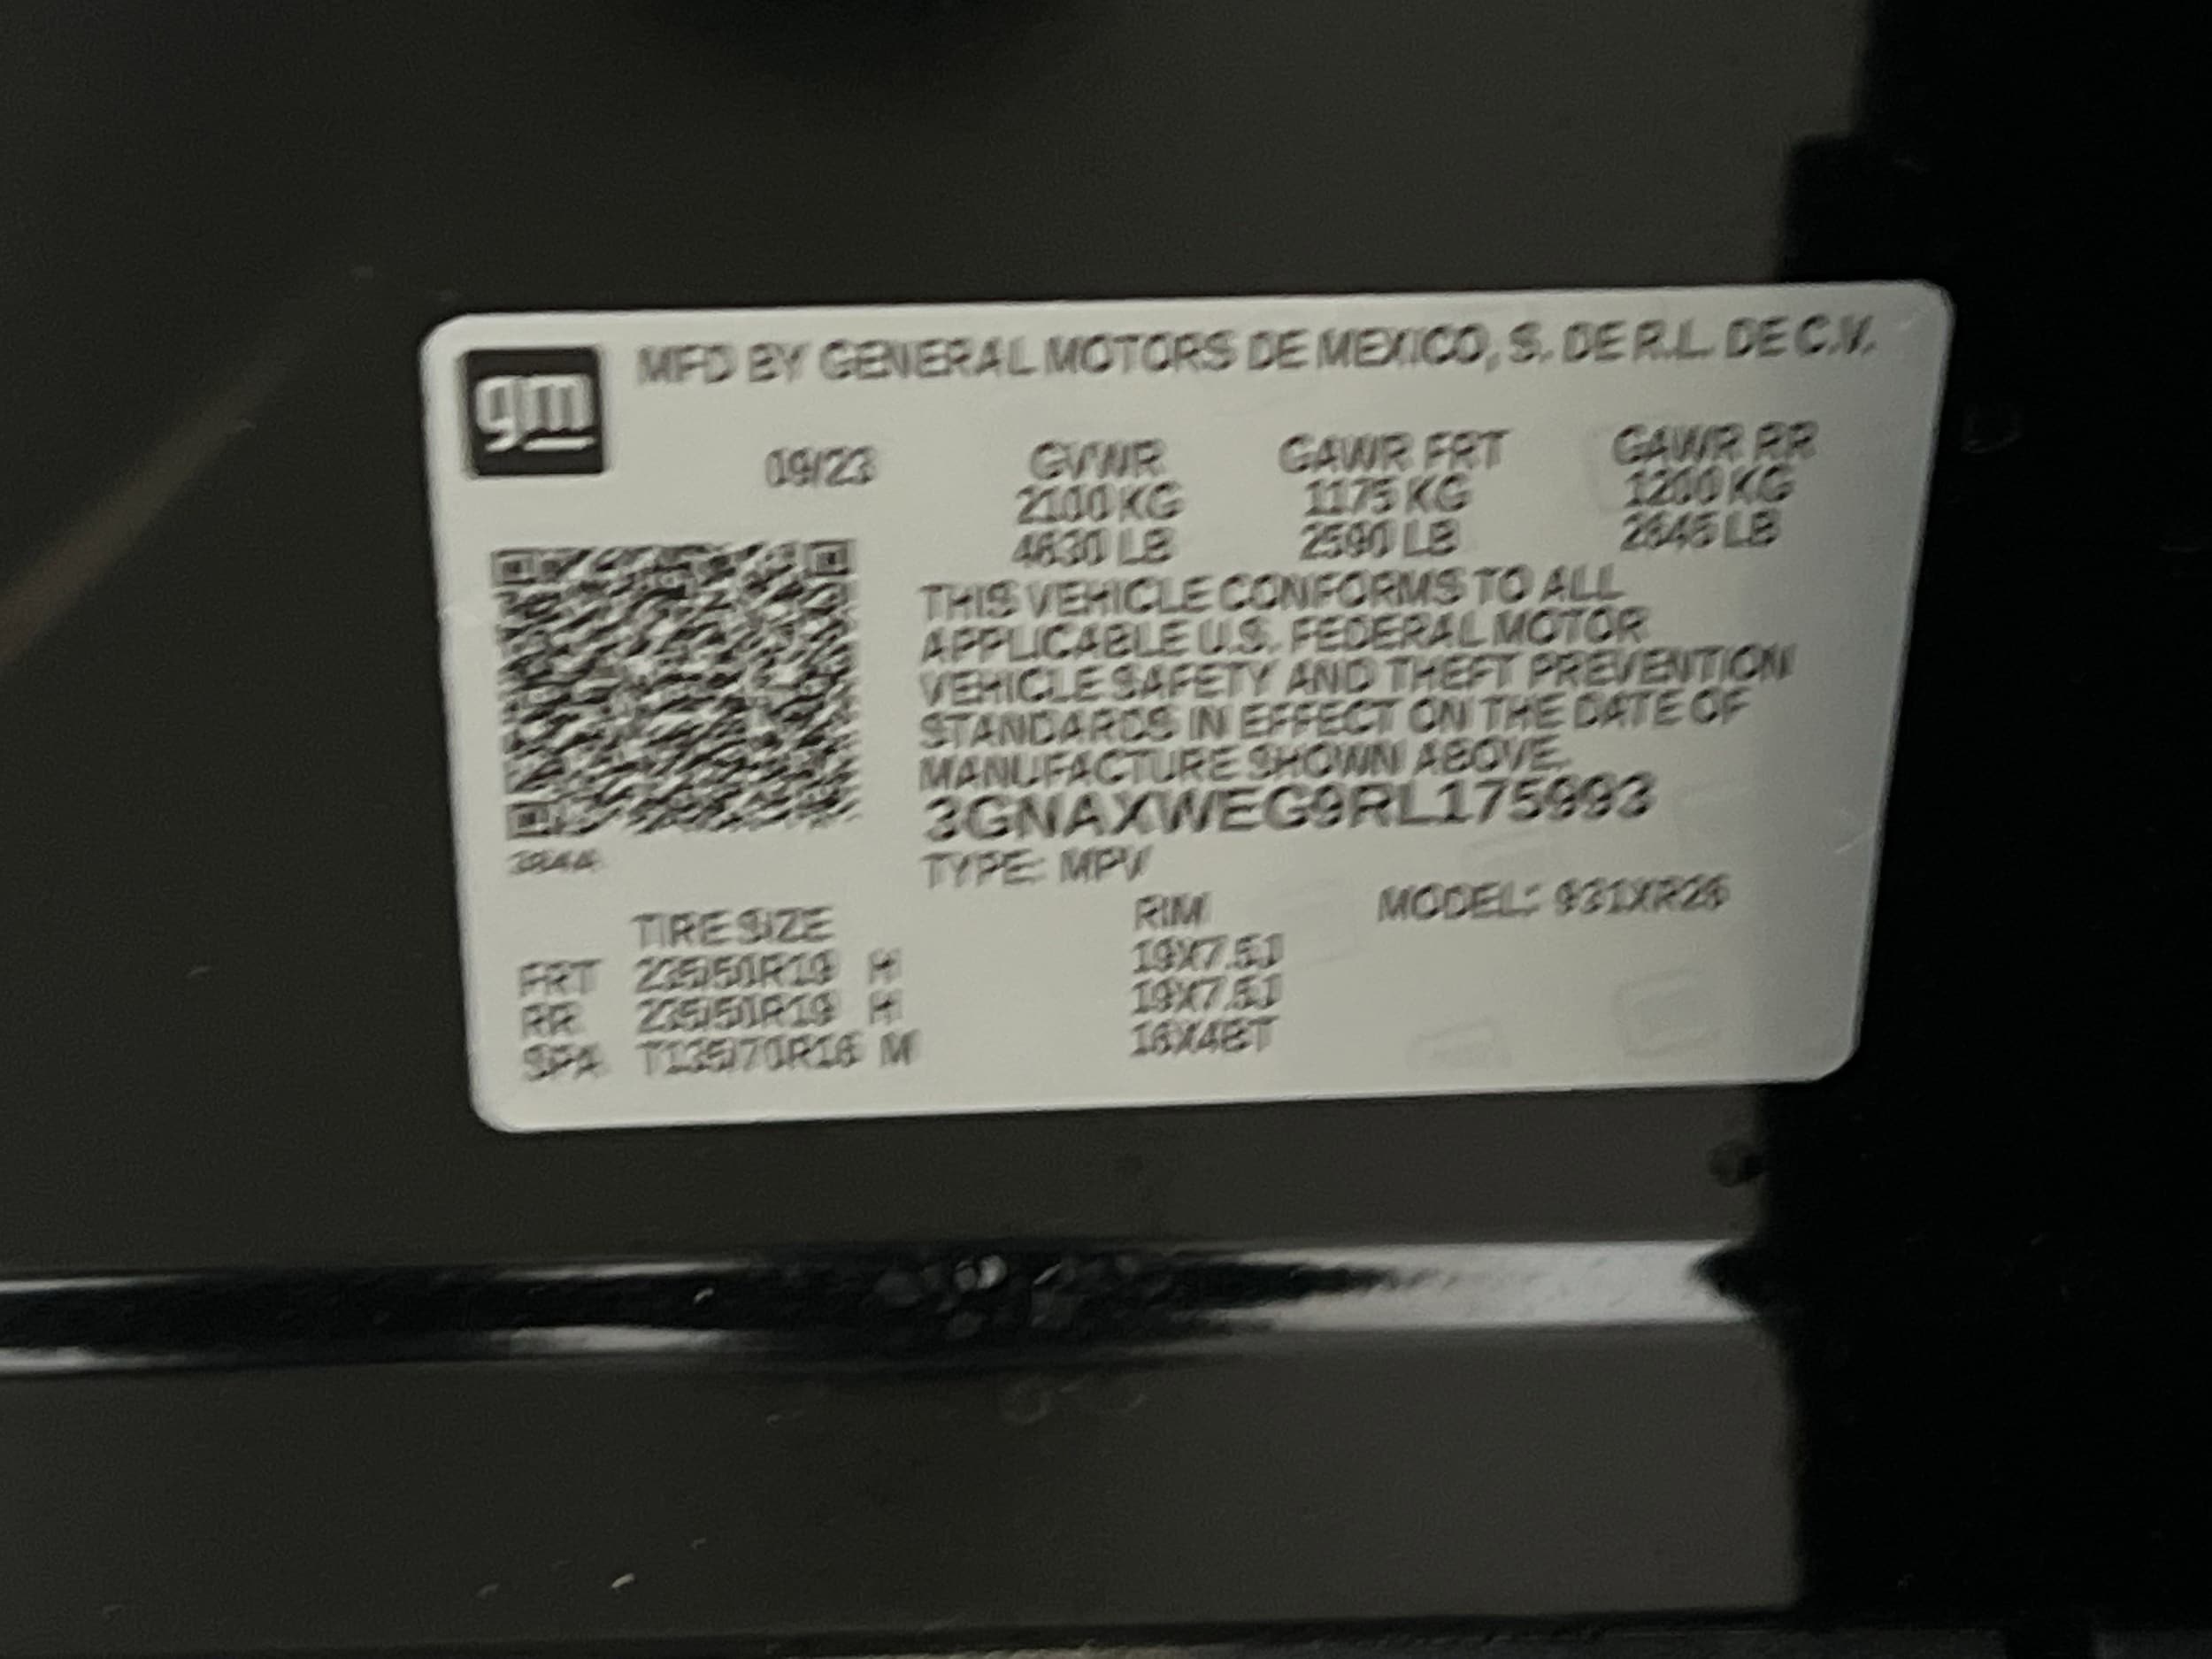 gm
MFD BY GENERAL MOTORS DE MEXICO, S. DE R.L. DE C.V.
09/23 GVWR GAWR FRT GAWR RR
2100 KG 1175 KG 1200 KG
4630 LB 2590 LB 2646 LB
THIS VEHICLE CONFORMS TO ALL
APPLICABLE U.S. FEDERAL MOTOR
VEHICLE SAFETY AND THEFT PREVENTION
STANDARDS IN EFFECT ON THE DATE OF
MANUFACTURE SHOWN ABOVE.
3GNAXWEG9RL175993
TYPE: MPV
TIRE SIZE RIM MODEL: 931XR26
FRT 235/50R19 H 19X7.5J
RR 235/50R19 H 19X7.5J
SPA T135/70R16 M 16X4BT